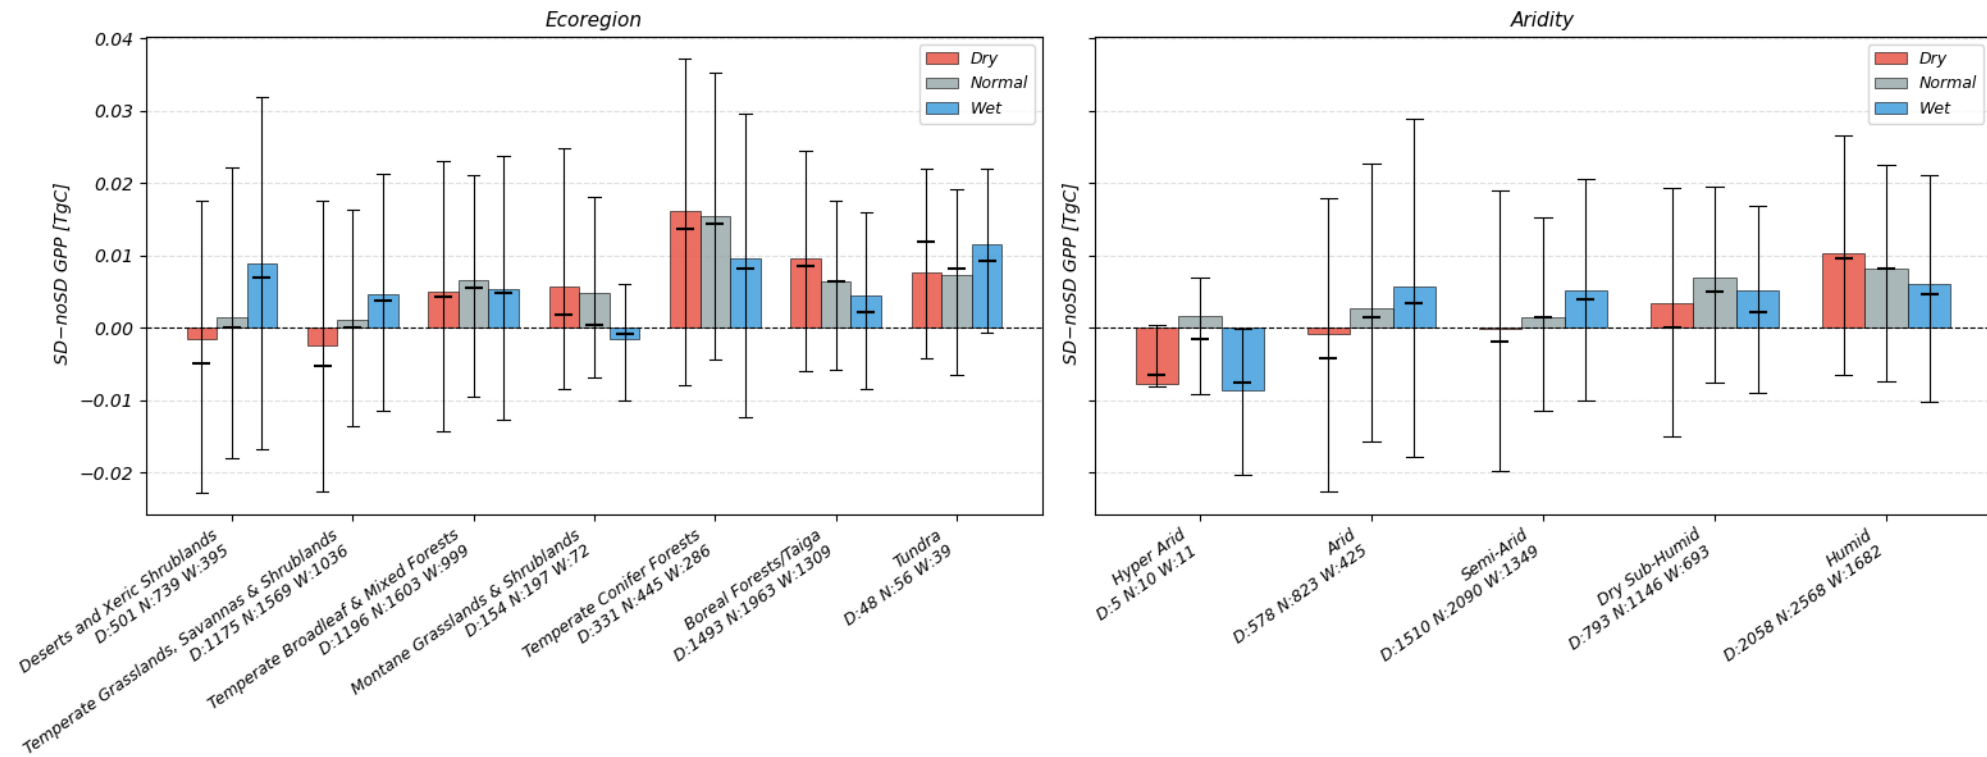 Ecoregion
Aridity
SD−noSD GPP [TgC]
0.04
0.03
0.02
0.01
0.00
−0.01
−0.02
Dry
Normal
Wet
Deserts and Xeric Shrublands
D:501 N:739 W:395
Temperate Grasslands, Savannas & Shrublands
D:1175 N:1569 W:1036
Temperate Broadleaf & Mixed Forests
D:1196 N:1603 W:999
Montane Grasslands & Shrublands
D:154 N:197 W:72
Temperate Conifer Forests
D:331 N:445 W:286
Boreal Forests/Taiga
D:1493 N:1963 W:1309
Tundra
D:48 N:56 W:39
SD−noSD GPP [TgC]
Dry
Normal
Wet
Hyper Arid
D:5 N:10 W:11
Arid
D:578 N:823 W:425
Semi-Arid
D:1510 N:2090 W:1349
Dry Sub-Humid
D:793 N:1146 W:693
Humid
D:2058 N:2568 W:1682